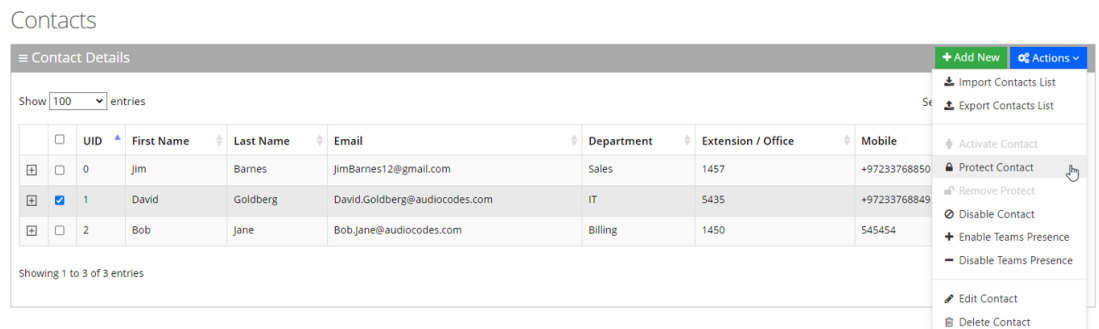 Contacts
Contact Details
Add New Actions
Import Contacts List
Show 100 entries
Export Contacts List
UID First Name Last Name Email Department Extension / Office Mobile
Activate Contact
0 Jim Barnes JimBarnes12@gmail.com Sales 1457 +97233768850
Protect Contact
Remove Protect
1 David Goldberg David.Goldberg@audiocodes.com IT 5435 +97233768849
Disable Contact
2 Bob Jane Bob.Jane@audiocodes.com Billing 1450 545454
Enable Teams Presence
Disable Teams Presence
Showing 1 to 3 of 3 entries
Edit Contact
Delete Contact